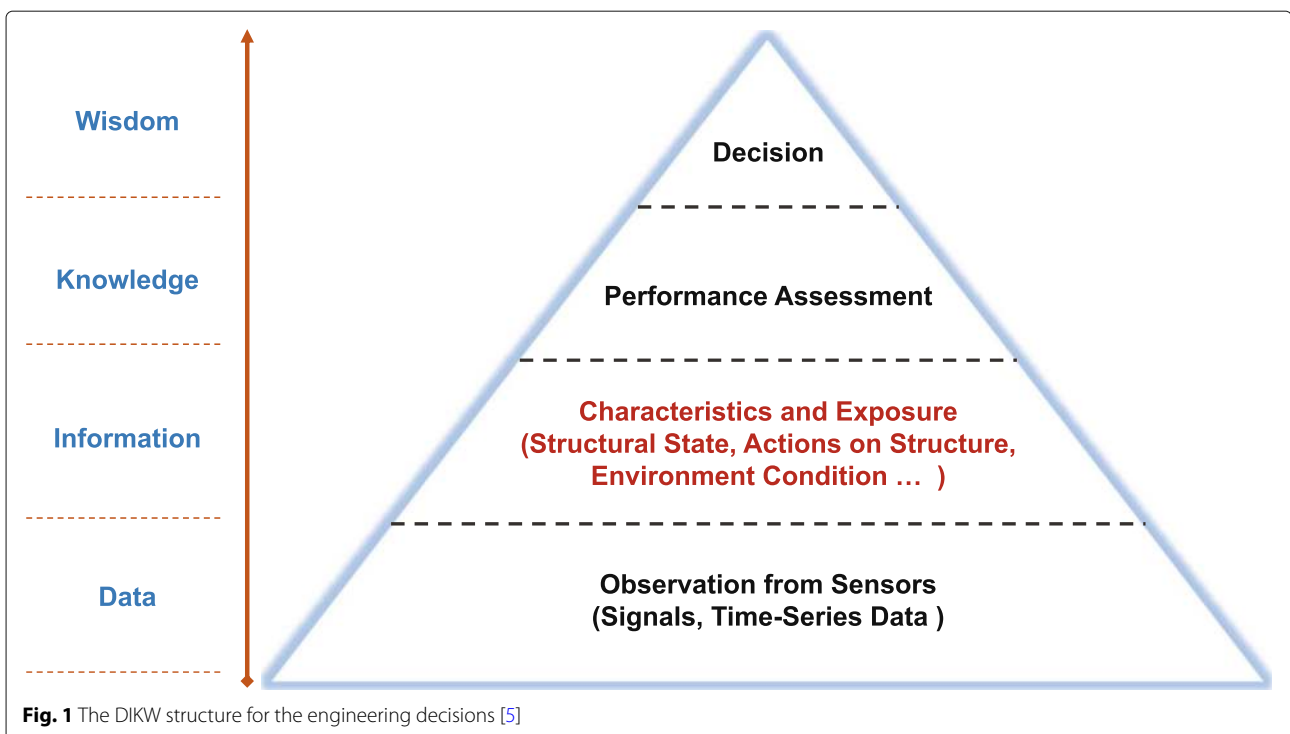 Wisdom
Decision
Knowledge
Performance Assessment
Information
Characteristics and Exposure
(Structural State, Actions on Structure,
Environment Condition … )
Data
Observation from Sensors
(Signals, Time-Series Data )
Fig. 1 The DIKW structure for the engineering decisions [5]